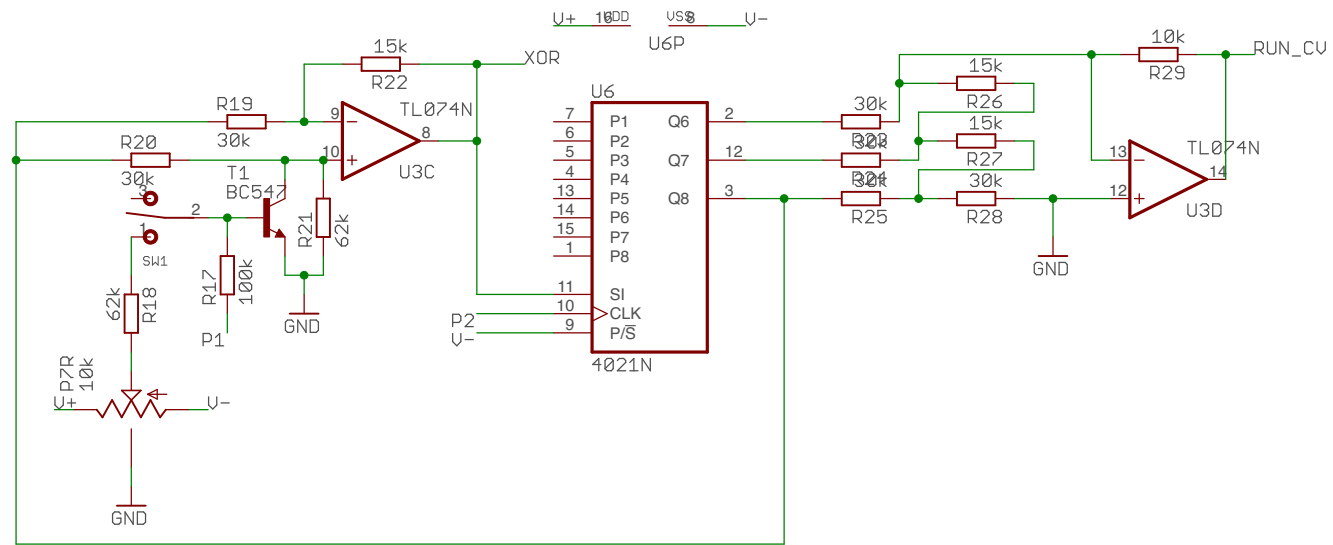 V+ 16 VDD VSS 8 V-
U6P
15k
R22
XOR
10k
R29
RUN_CV
15k
R26
R19
30k
9
TL074N
8
10
U3C
R20
30k
T1
BC547
3
2
1
SW1
R21
62k
R17
100k
P1
GND
62k
R18
P7R
10k
V+
V-
GND
U6
7 P1
6 P2
5 P3
4 P4
13 P5
14 P6
15 P7
1 P8
11 SI
10 CLK
9 P/S
P2
V-
4021N
Q6 2
Q7 12
Q8 3
30k
R23
30k
R24
30k
R25
15k
R27
30k
R28
GND
13
12
TL074N
14
U3D